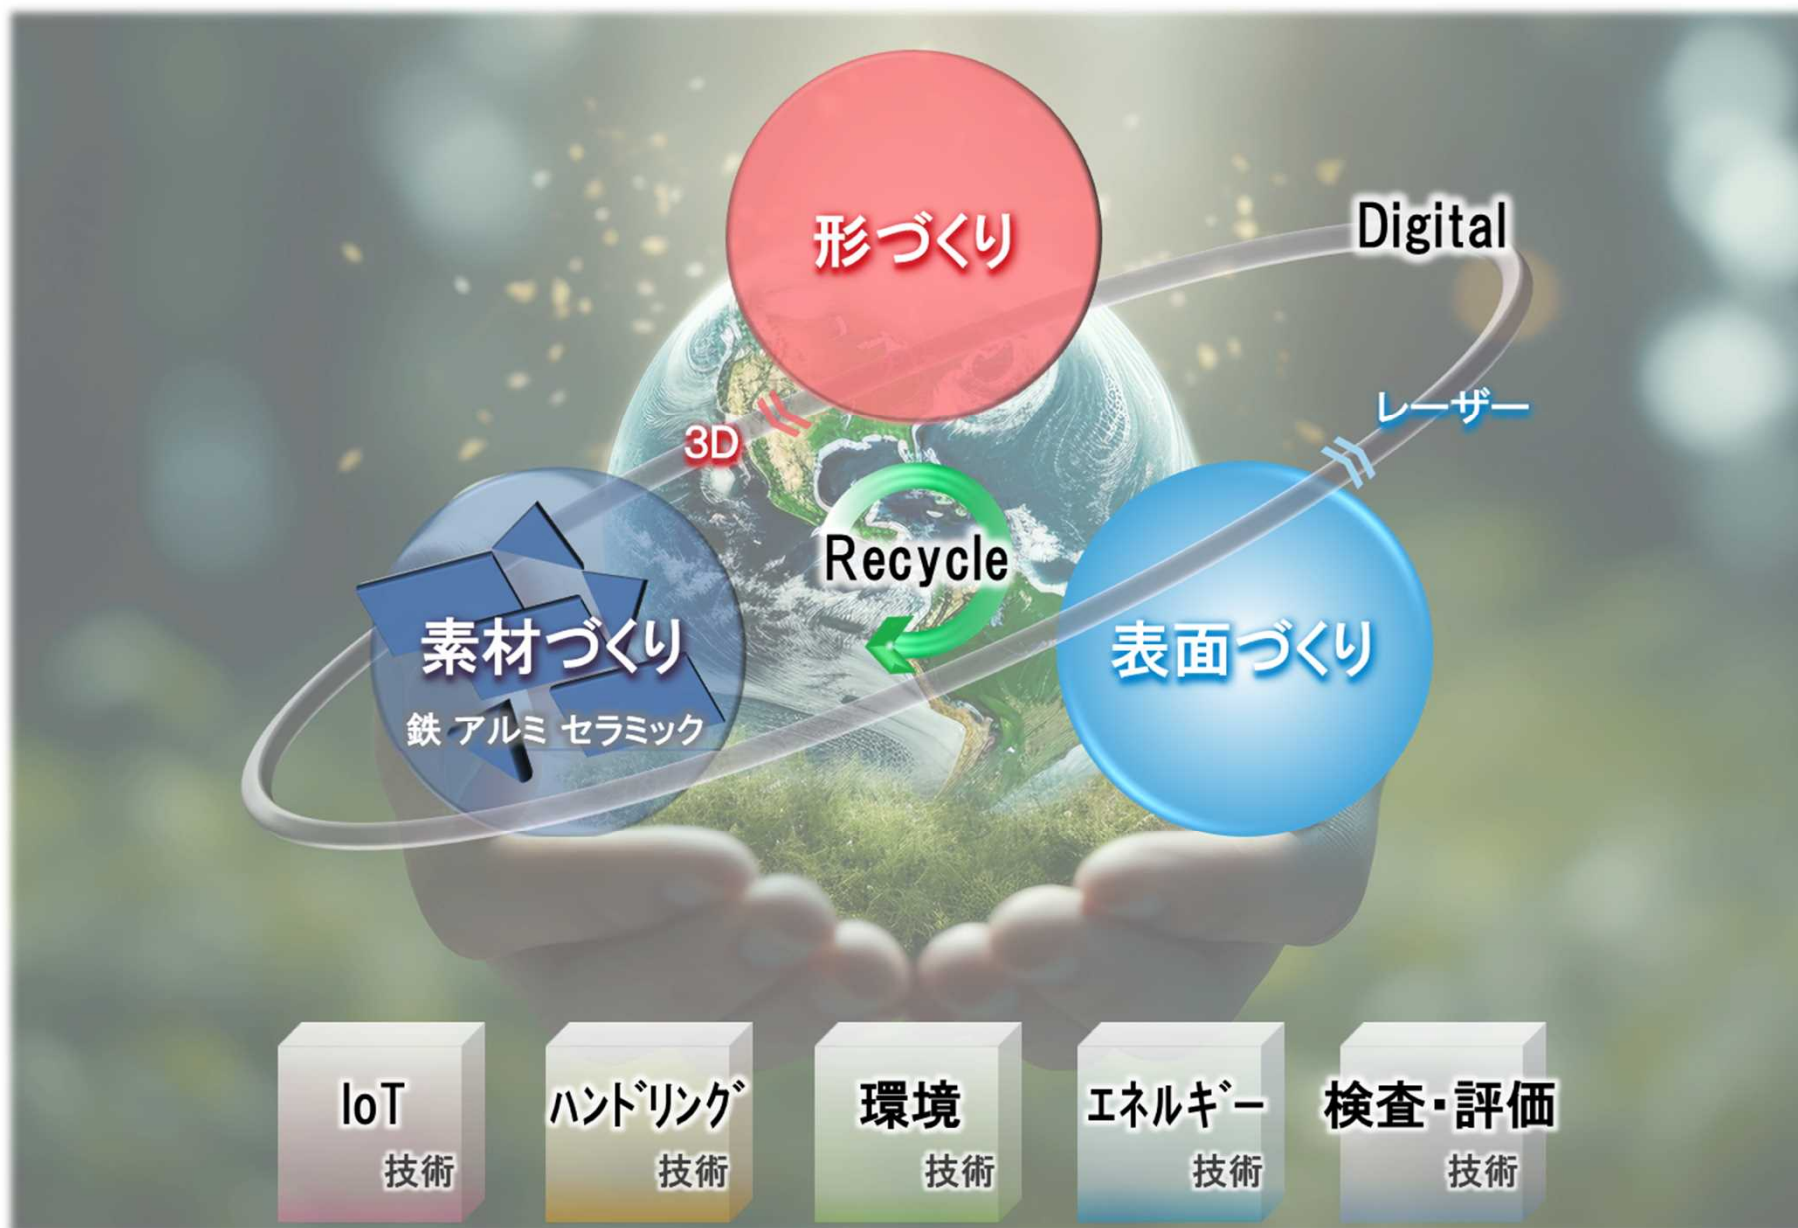 形づくり
Digital
レーザー
3D
Recycle
素材づくり
鉄 アルミ セラミック
表面づくり
IoT
技術
ﾊﾝﾄﾞﾘﾝｸﾞ
技術
環境
技術
ｴﾈﾙｷﾞｰ
技術
検査・評価
技術